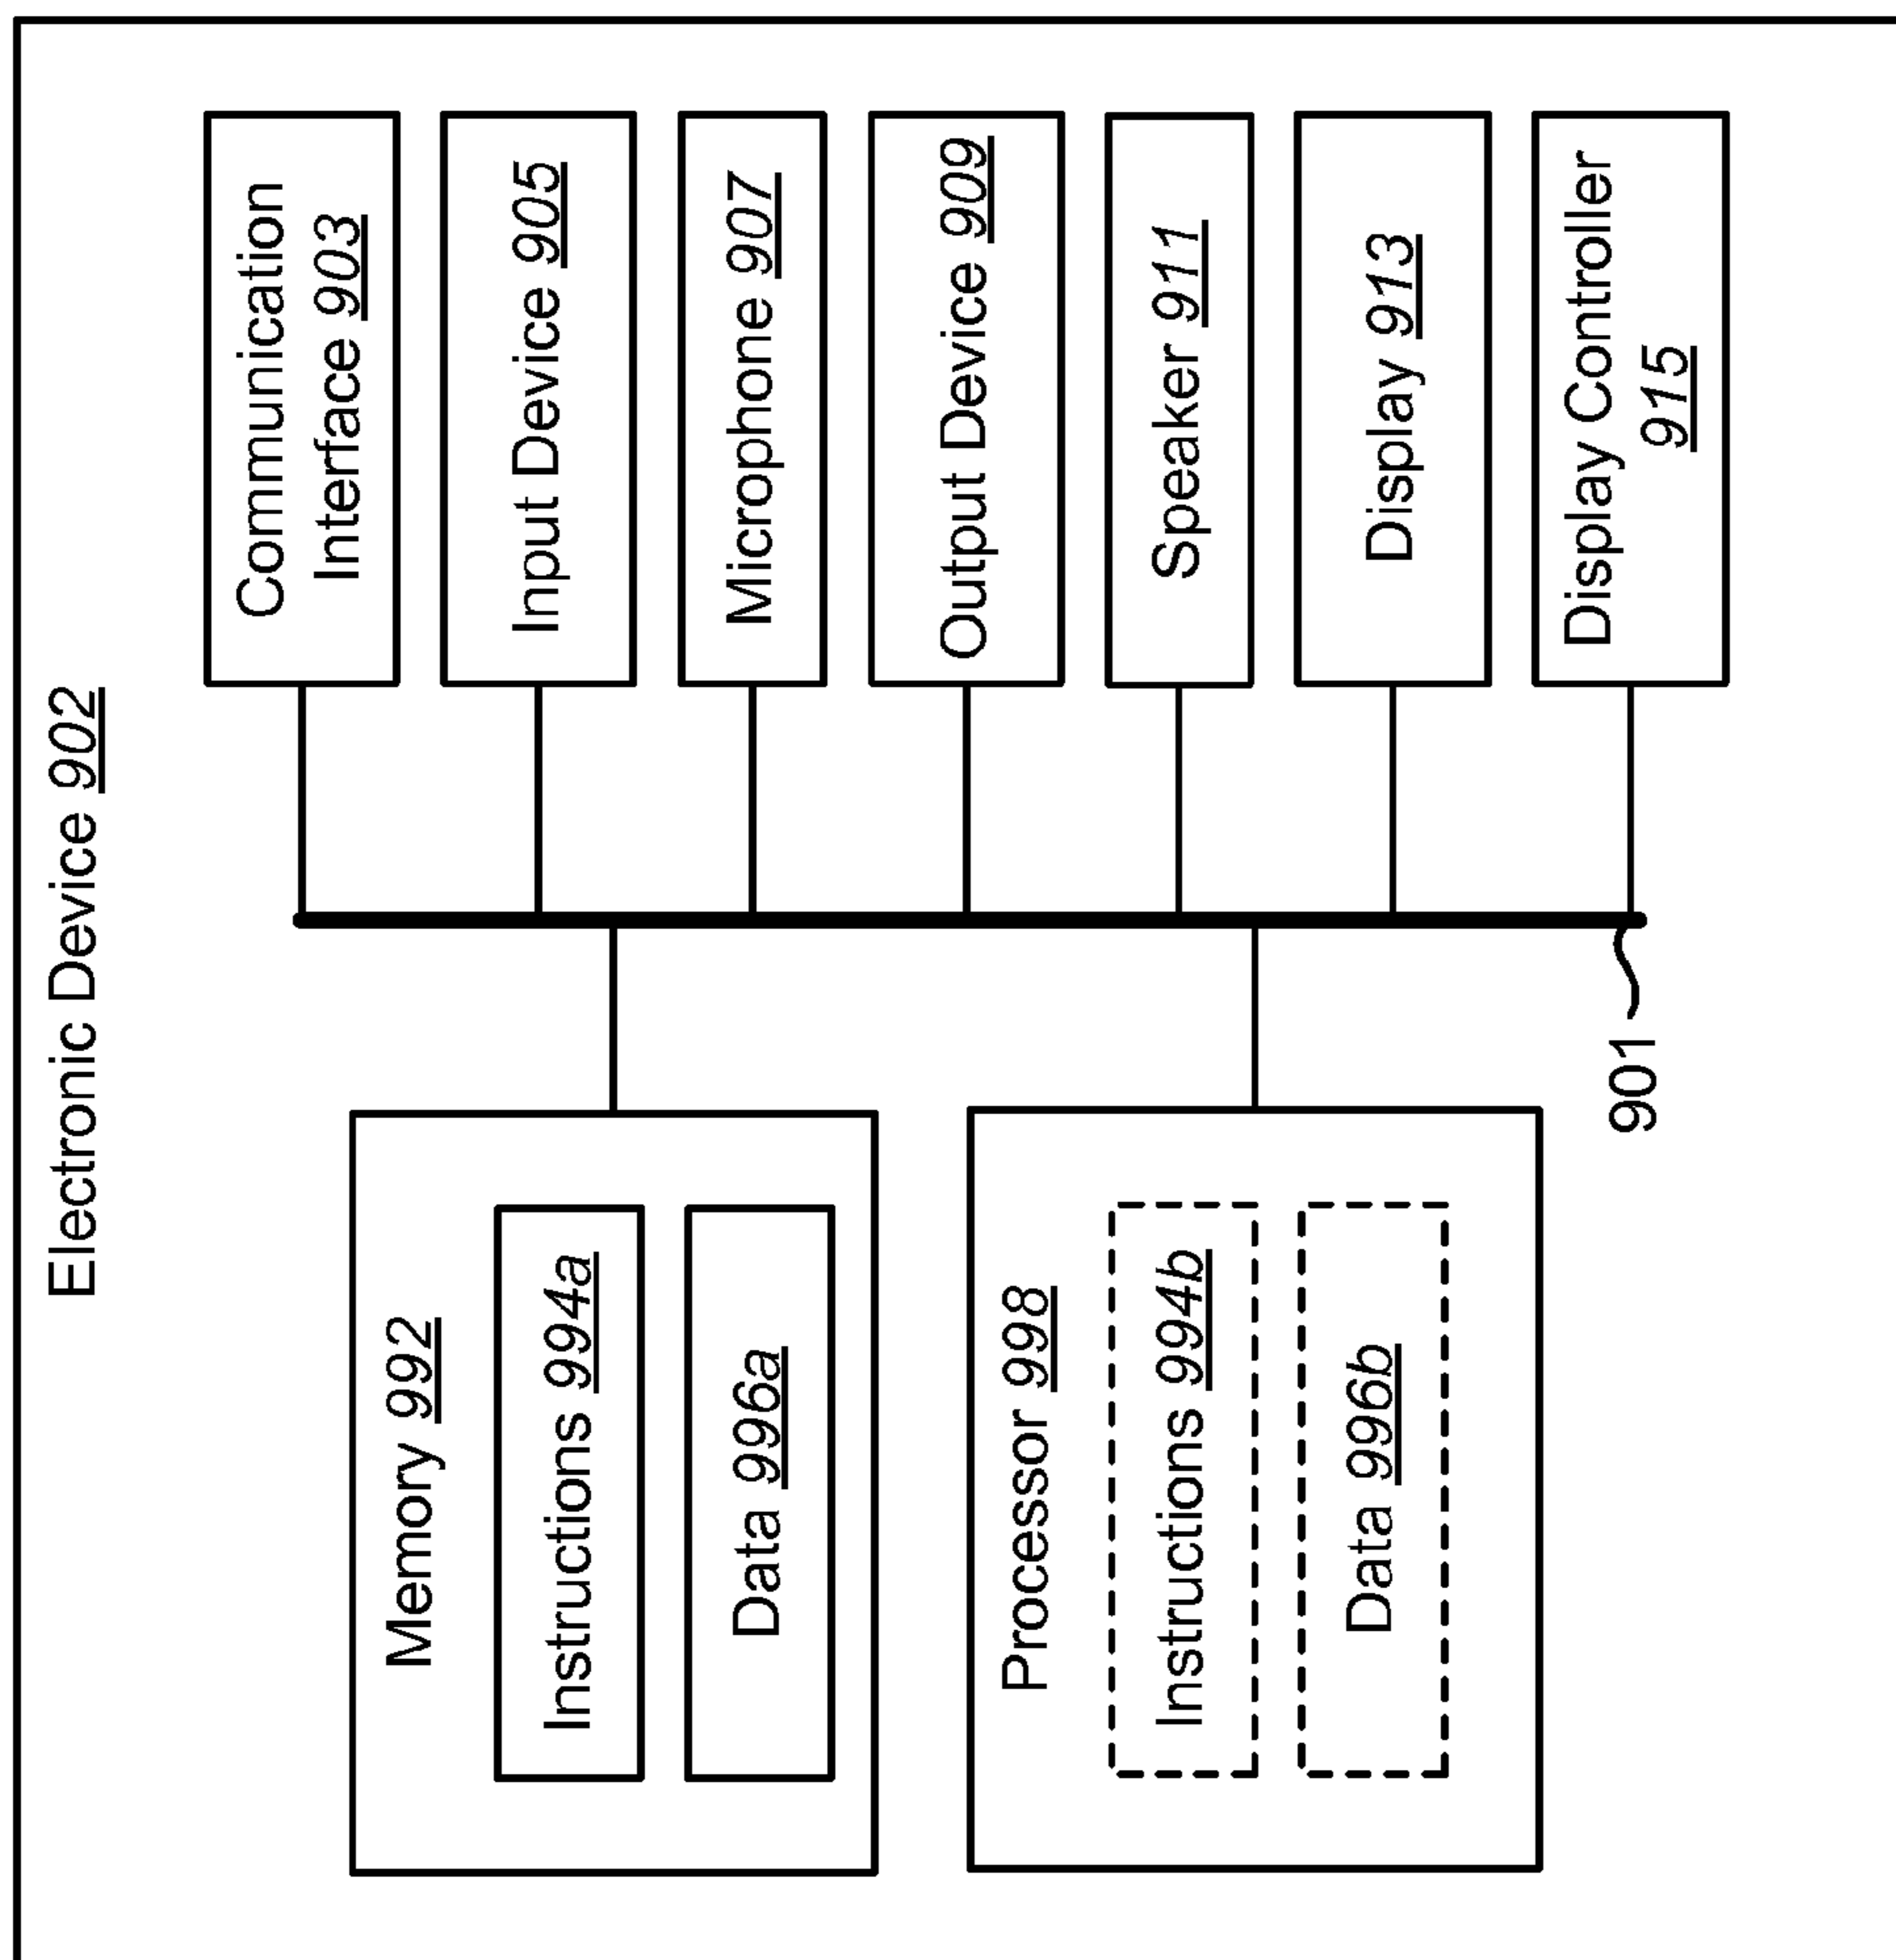 Electronic Device 902
Memory 992
Instructions 994a
Data 996a
Processor 998
Instructions 994b
Data 996b
901
Communication
Interface 903
Input Device 905
Microphone 907
Output Device 909
Speaker 911
Display 913
Display Controller
915